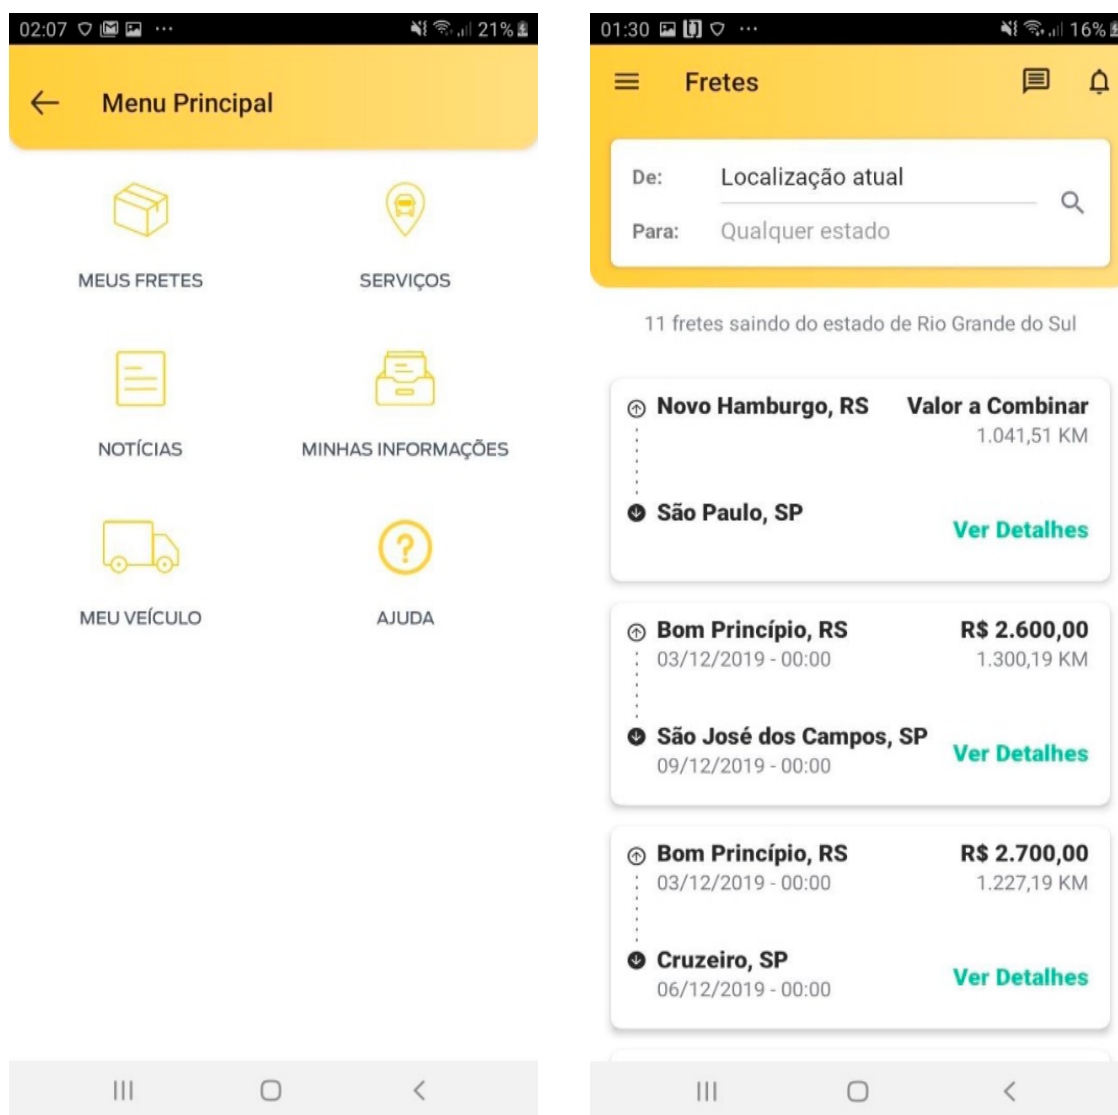 02:07
21%
Menu Principal
MEUS FRETES
SERVIÇOS
NOTÍCIAS
MINHAS INFORMAÇÕES
MEU VEÍCULO
AJUDA
01:30
16%
Fretes
De: Localização atual
Para: Qualquer estado
11 fretes saindo do estado de Rio Grande do Sul
Novo Hamburgo, RS Valor a Combinar
1.041,51 KM
São Paulo, SP
Ver Detalhes
Bom Princípio, RS R$ 2.600,00
03/12/2019 - 00:00 1.300,19 KM
São José dos Campos, SP
Ver Detalhes
09/12/2019 - 00:00
Bom Princípio, RS R$ 2.700,00
03/12/2019 - 00:00 1.227,19 KM
Cruzeiro, SP
Ver Detalhes
06/12/2019 - 00:00